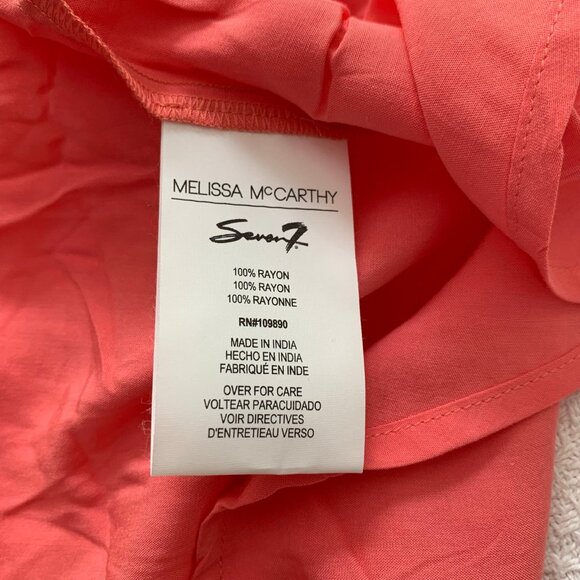 MELISSA McCARTHY
Seven7®
100% RAYON
100% RAYON
100% RAYONNE
RN#109890
MADE IN INDIA
HECHO EN INDIA
FABRIQUÉ EN INDE
OVER FOR CARE
VOLTEAR PARACUIDADO
VOIR DIRECTIVES
D'ENTRETIEAU VERSO